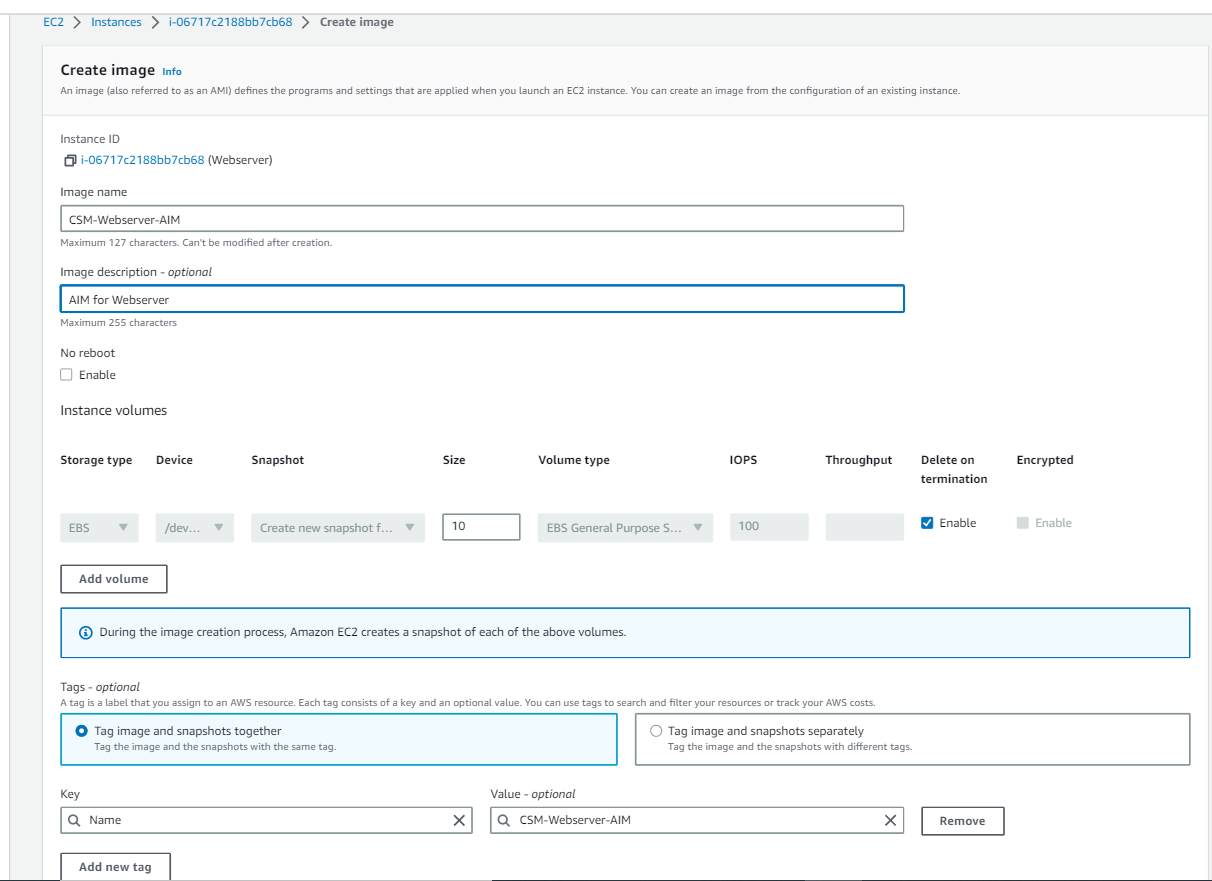 EC2 > Instances > i-06717c2188bb7cb68 > Create image
Create image Info
An image (also referred to as an AMI) defines the programs and settings that are applied when you launch an EC2 instance. You can create an image from the configuration of an existing instance.
Instance ID
i-06717c2188bb7cb68 (Webserver)
Image name
CSM-Webserver-AIM
Maximum 127 characters. Can't be modified after creation.
Image description - optional
AIM for Webserver
Maximum 255 characters
No reboot
Enable
Instance volumes
Storage type Device Snapshot Size Volume type IOPS Throughput Delete on termination Encrypted
EBS /dev... Create new snapshot f... 10 EBS General Purpose S... 100 Enable Enable
Add volume
During the image creation process, Amazon EC2 creates a snapshot of each of the above volumes.
Tags - optional
A tag is a label that you assign to an AWS resource. Each tag consists of a key and an optional value. You can use tags to search and filter your resources or track your AWS costs.
Tag image and snapshots together
Tag the image and the snapshots with the same tag.
Tag image and snapshots separately
Tag the image and the snapshots with different tags.
Key Value - optional
Name CSM-Webserver-AIM Remove
Add new tag